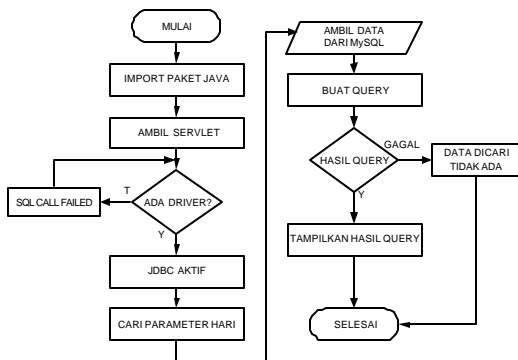 MULAI
IMPORT PAKET JAVA
AMBIL SERVLET
T
ADA DRIVER?
SQL CALL FAILED
Y
JDBC AKTIF
CARI PARAMETER HARI
AMBIL DATA
DARI MySQL
BUAT QUERY
GAGAL
HASIL QUERY
DATA DICARI
TIDAK ADA
Y
TAMPILKAN HASIL QUERY
SELESAI